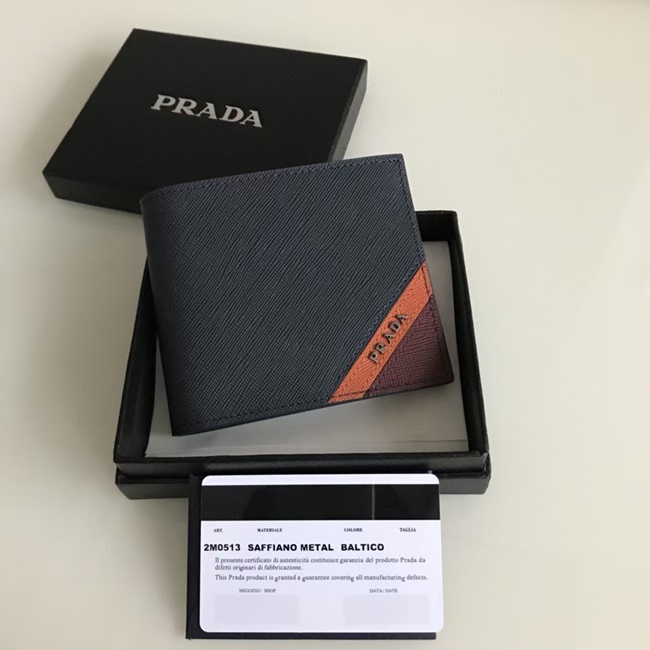 PRADA
PRADA
ART. MATERIALE COLORE TAGLIA
2M0513 SAFFIANO METAL BALTICO
Il presente certificato di autenticità costituisce garanzia del prodotto Prada da
difetti originari di fabbricazione.
This Prada product is granted a guarantee covering all manufacturing defects.
NEGOZIO / SHOP DATA / DATE